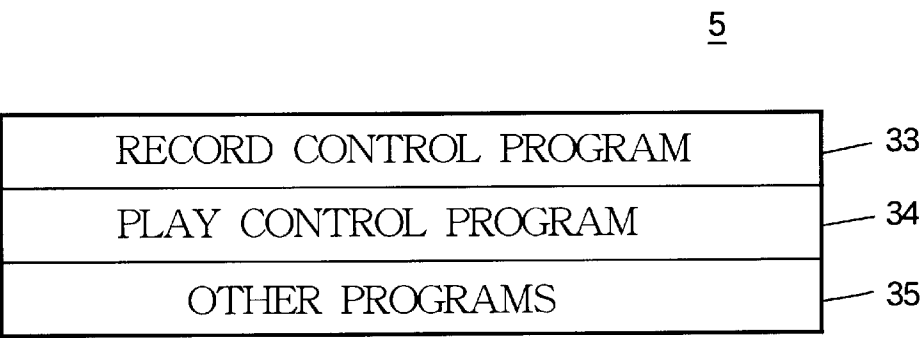 5
RECORD CONTROL PROGRAM 33
PLAY CONTROL PROGRAM 34
OTHER PROGRAMS 35